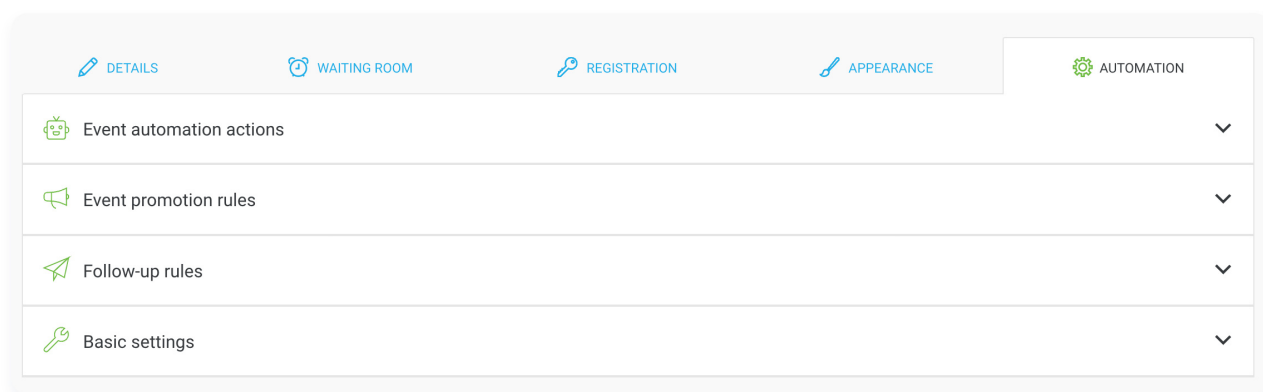 DETAILS WAITING ROOM REGISTRATION APPEARANCE AUTOMATION
Event automation actions
Event promotion rules
Follow-up rules
Basic settings